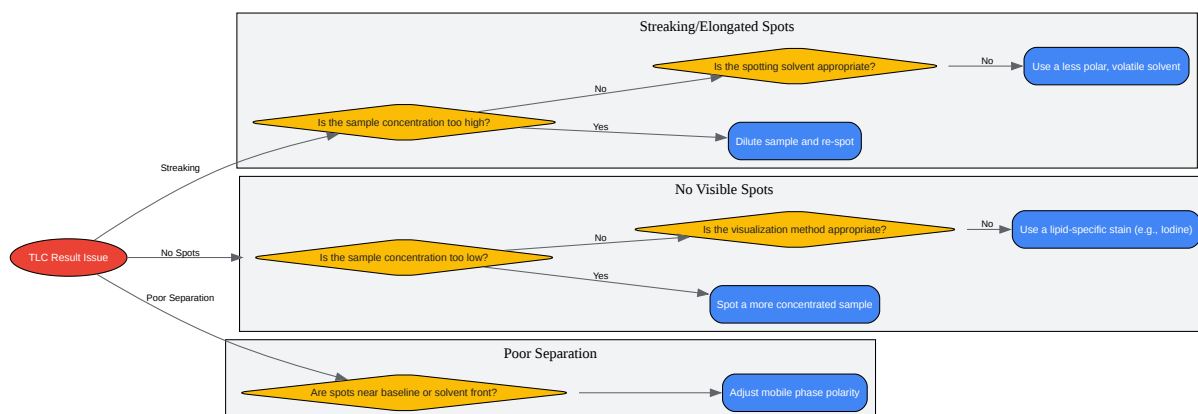 Streaking/Elongated Spots
Is the spotting solvent appropriate?
No
Use a less polar, volatile solvent
No
Is the sample concentration too high?
Yes
Dilute sample and re-spot
Streaking
No Visible Spots
Is the visualization method appropriate?
No
Use a lipid-specific stain (e.g., Iodine)
No
TLC Result Issue
No Spots
Is the sample concentration too low?
Yes
Spot a more concentrated sample
Poor Separation
Poor Separation
Are spots near baseline or solvent front?
Adjust mobile phase polarity